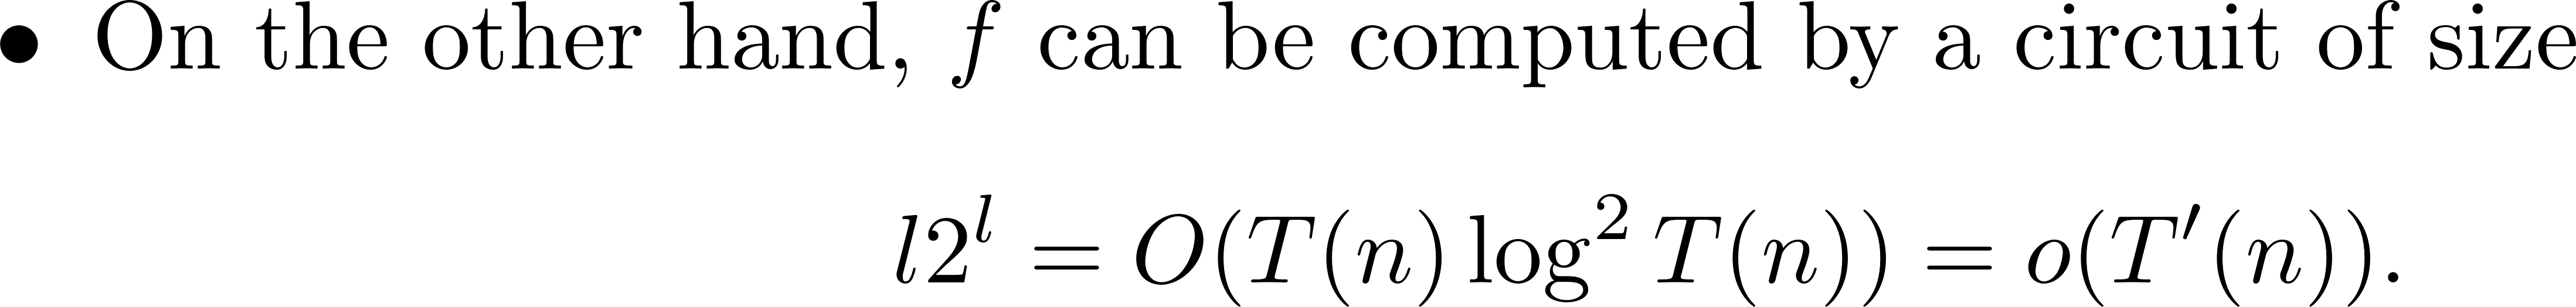 • On the other hand, f can be computed by a circuit of size
l2^l = O(T(n) log^2 T(n)) = o(T′(n)).